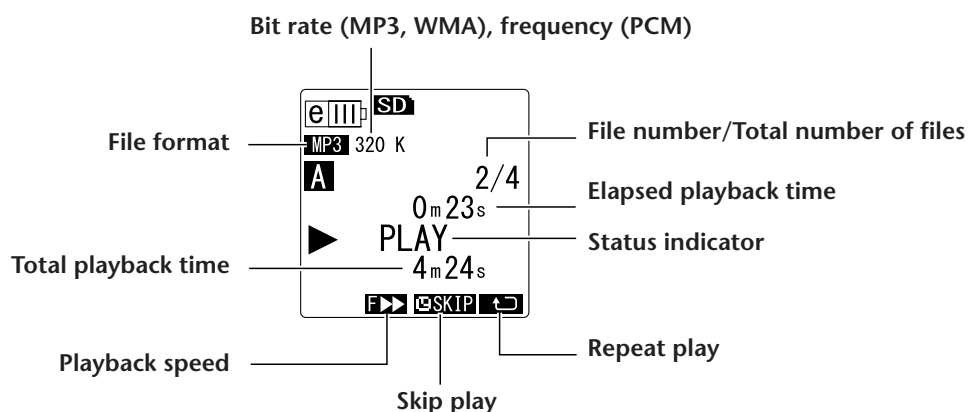 Bit rate (MP3, WMA), frequency (PCM)
e
SD
File format
MP3 320 K
File number/Total number of files
A
2/4
0m23s
Elapsed playback time
PLAY
Status indicator
Total playback time
4m24s
F
SKIP
Playback speed
Repeat play
Skip play